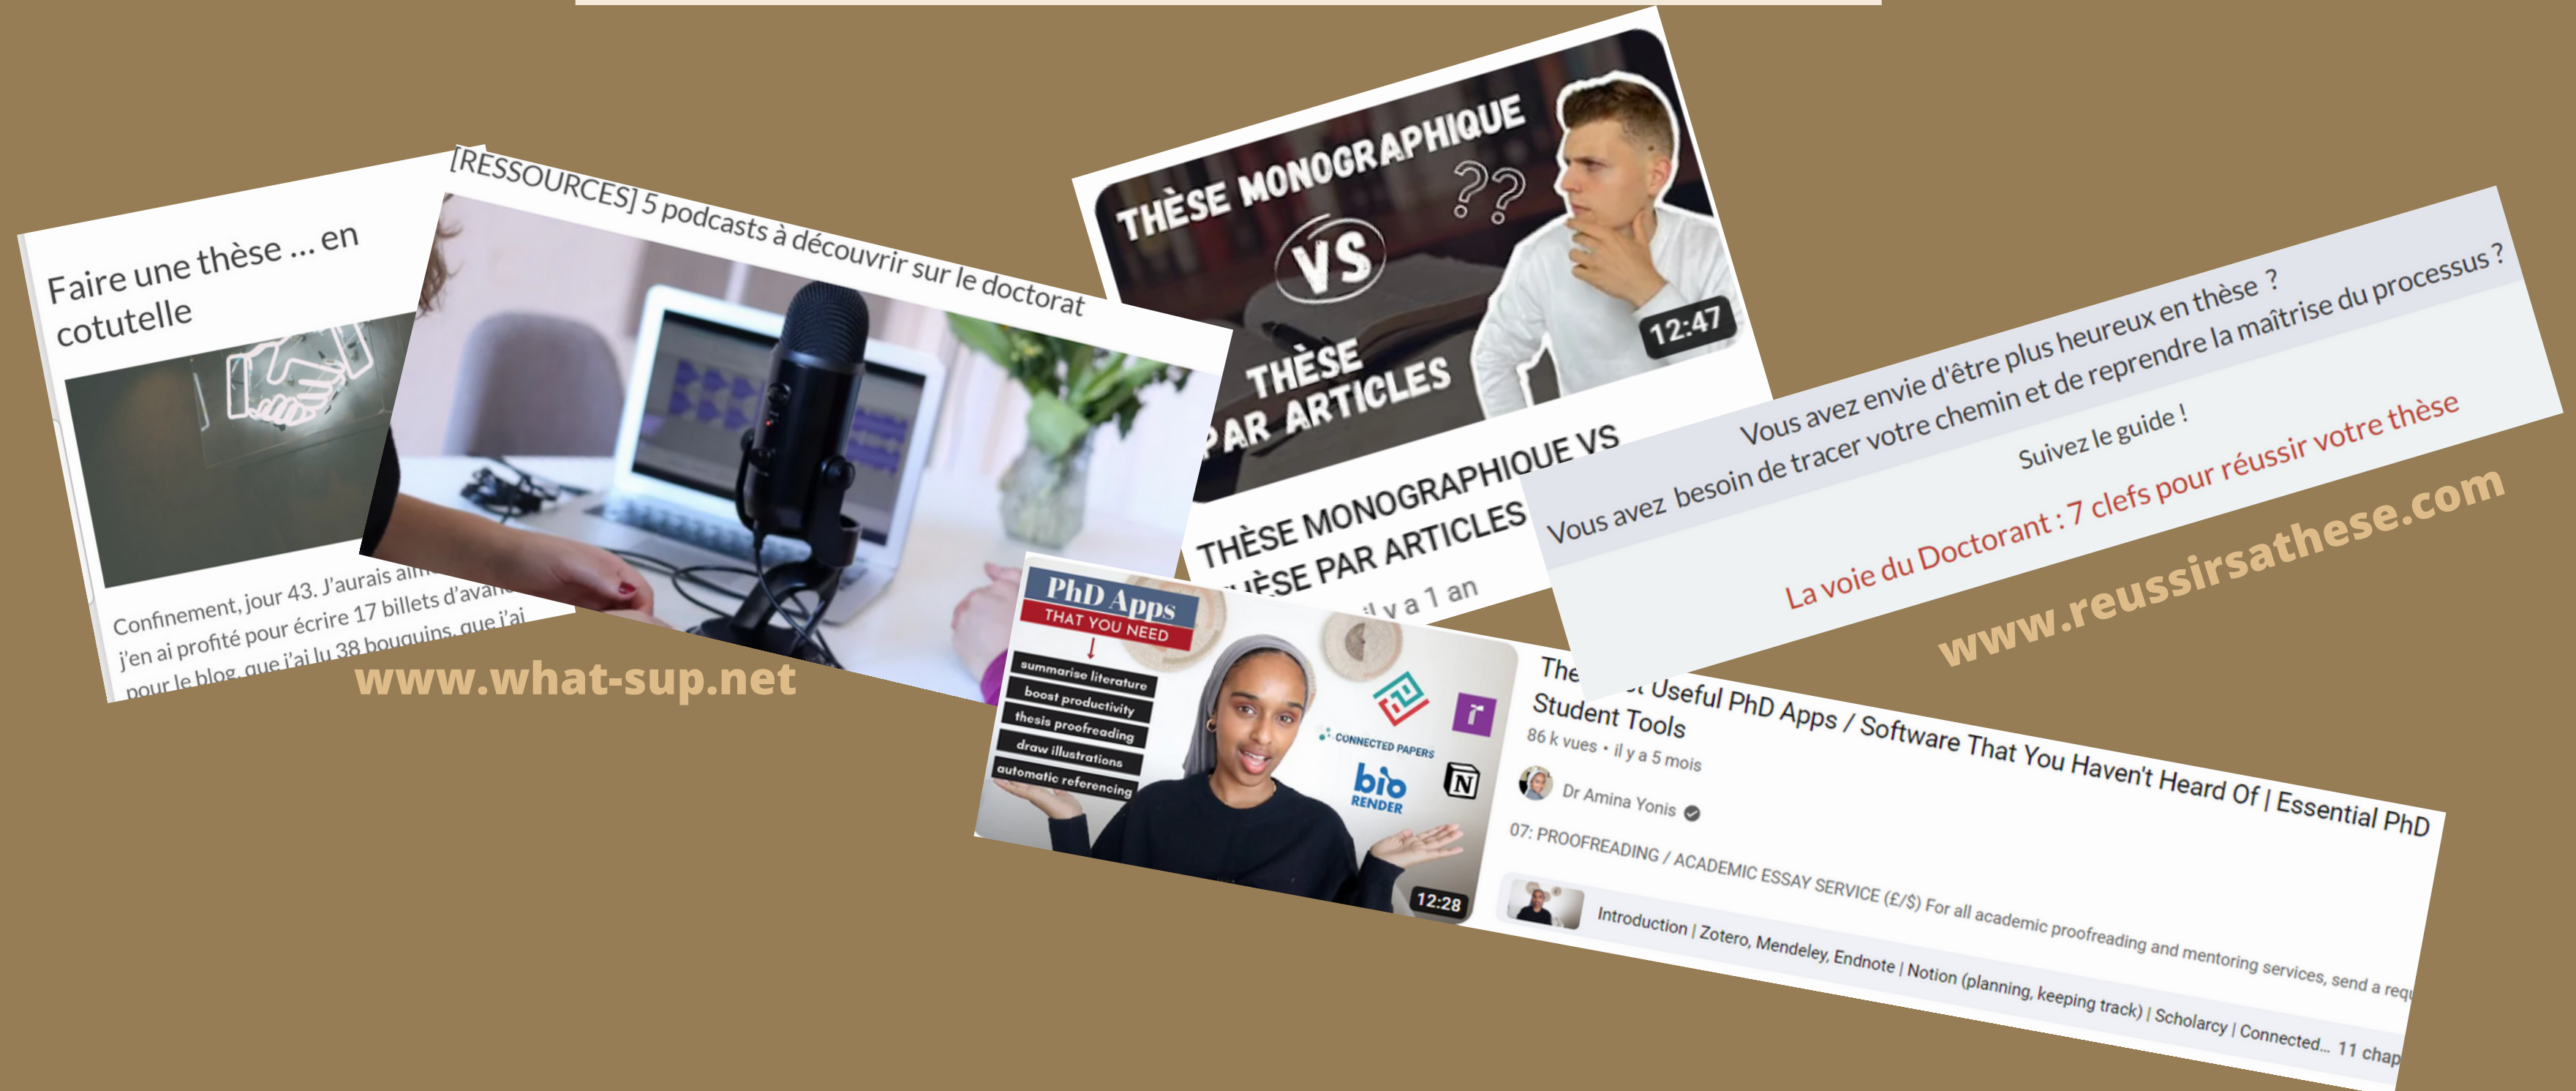 Faire une thèse ... en
cotutelle
Confinement, jour 43. J'aurais
j'en ai profité pour écrire 17 billets
pour le blog, que j'ai lu 38 bouquins, que j'ai
www.what-sup.net
[RESSOURCES] 5 podcasts à découvrir sur le doctorat
THÈSE MONOGRAPHIQUE
??
VS
THÈSE
PAR ARTICLES
12:47
THÈSE MONOGRAPHIQUE VS
THÈSE PAR ARTICLES
il y a 1 an
Vous avez envie d'être plus heureux en thèse ?
Vous avez besoin de tracer votre chemin et de reprendre la maîtrise du processus ?
Suivez le guide !
La voie du Doctorant : 7 clefs pour réussir votre thèse
www.reussirsathese.com
PhD Apps
THAT YOU NEED
summarise literature
boost productivity
thesis proofreading
draw illustrations
automatic referencing
CONNECTED PAPERS
bio
RENDER
N
r
12:28
The Useful PhD Apps / Software That You Haven't Heard Of | Essential PhD
Student Tools
86 k vues • il y a 5 mois
Dr Amina Yonis
07: PROOFREADING / ACADEMIC ESSAY SERVICE (£/$) For all academic proofreading and mentoring services, send a
Introduction | Zotero, Mendeley, Endnote | Notion (planning, keeping track) | Scholarcy | Connected... 11 chap